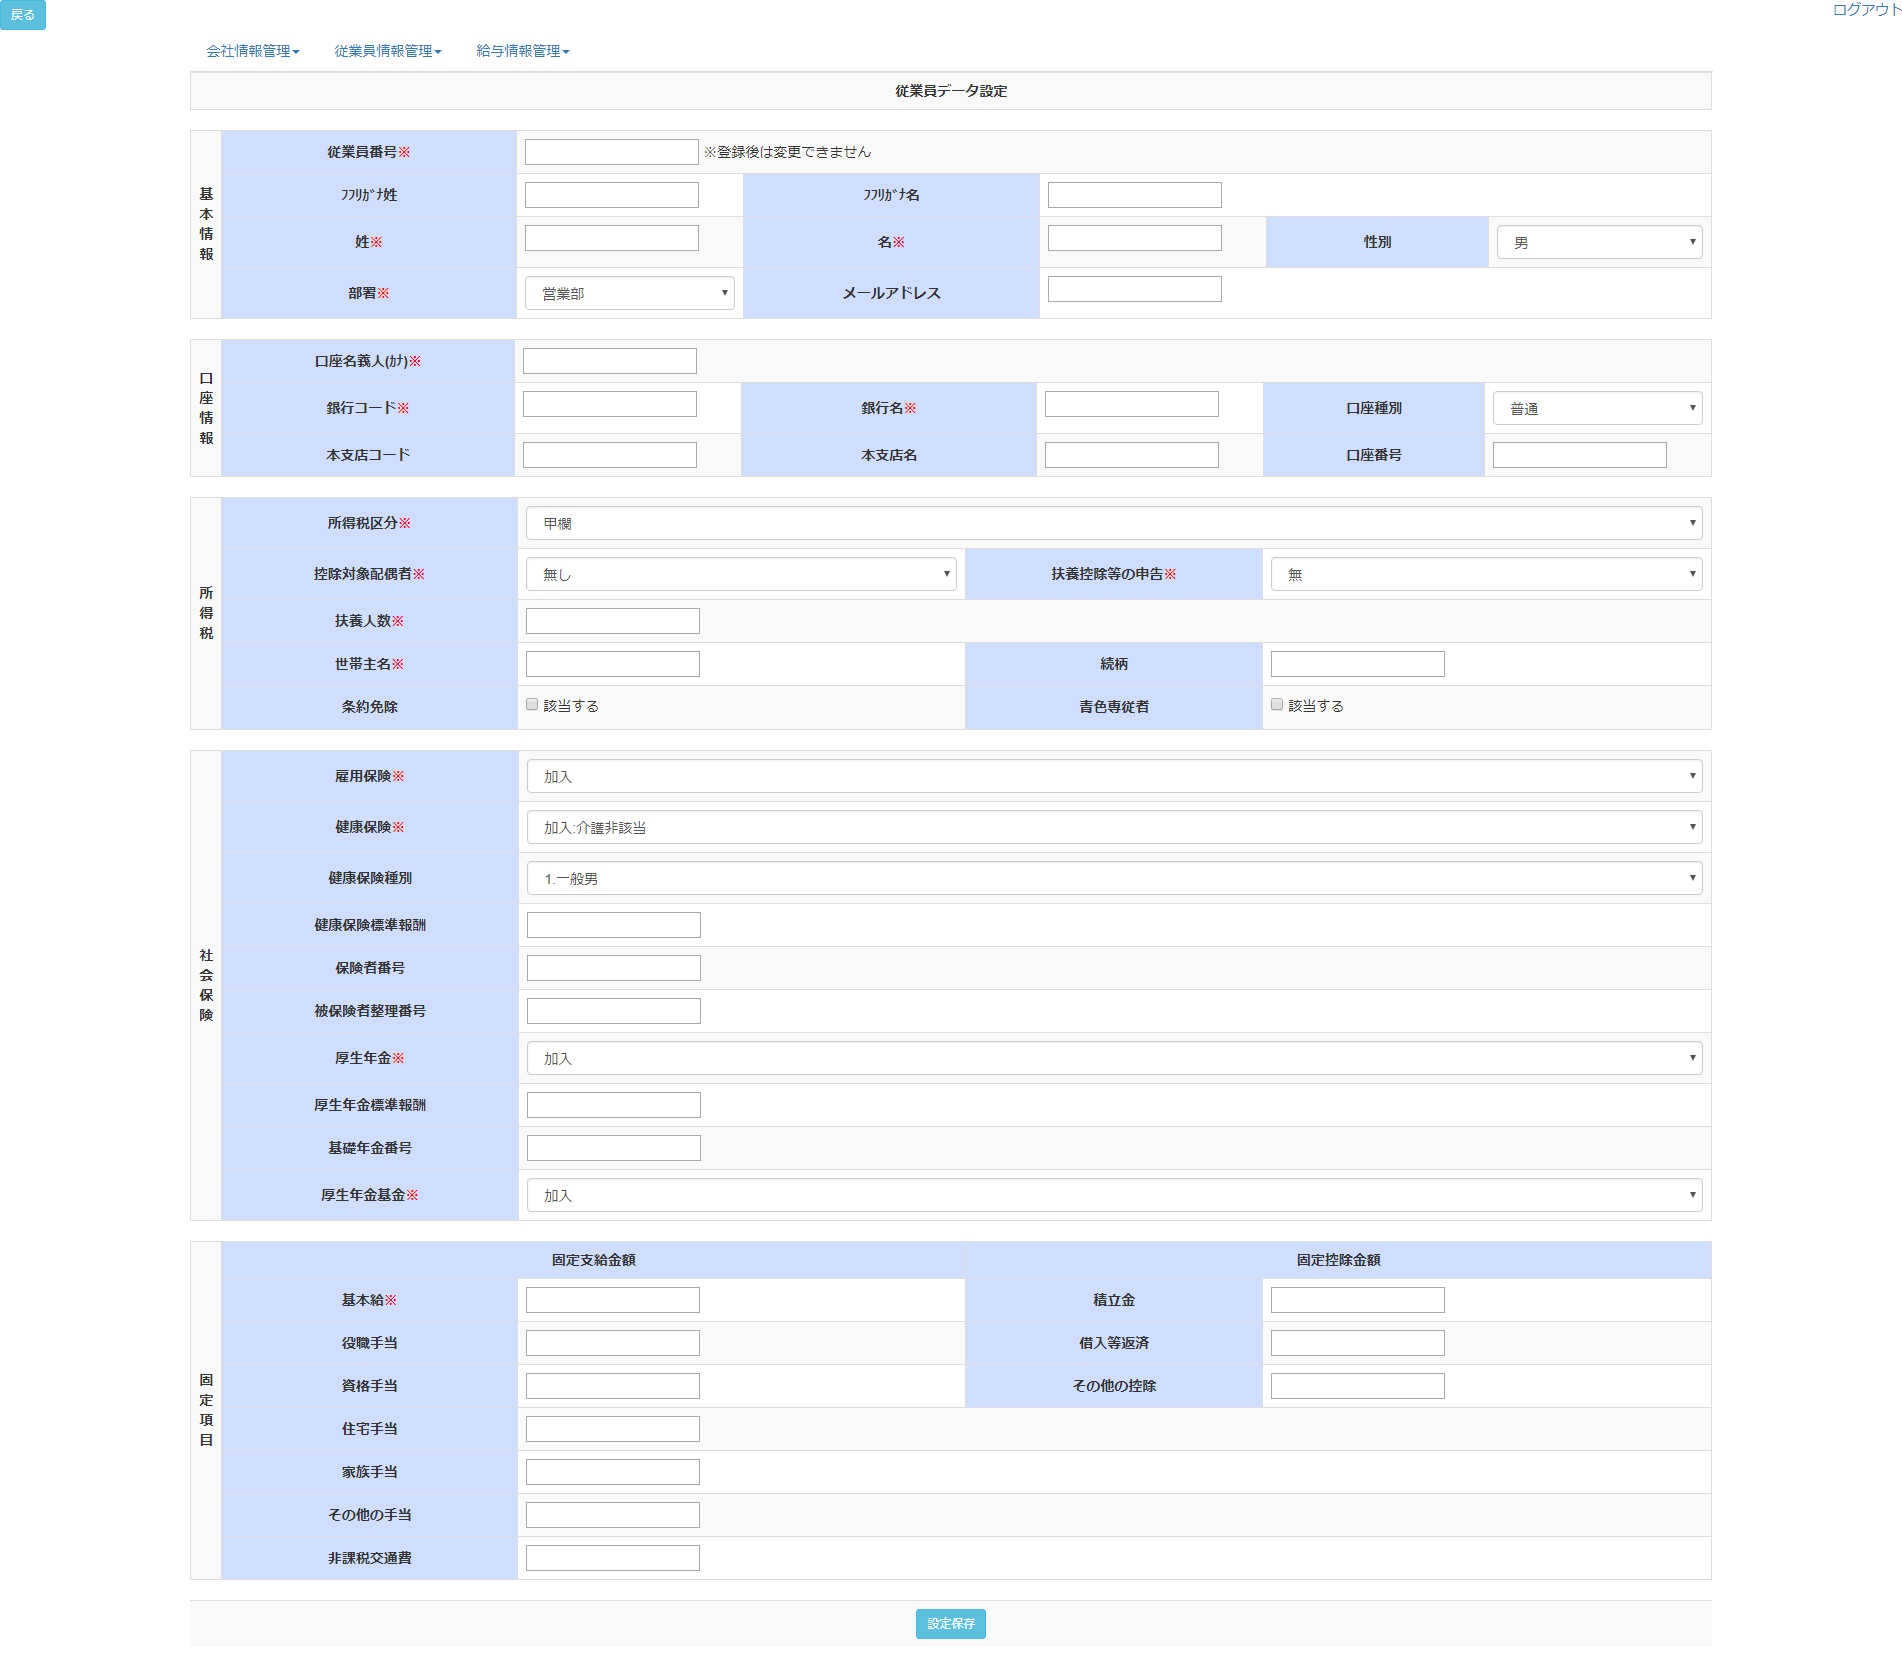 戻る
ログアウト
会社情報管理 従業員情報管理 給与情報管理
従業員データ設定
基本情報
従業員番号※ ※登録後は変更できません
ﾌﾌﾘｶﾞﾅ姓 ﾌﾌﾘｶﾞﾅ名
姓※ 名※ 性別 男
部署※ 営業部 メールアドレス
口座情報
口座名義人(ｶﾅ)※
銀行コード※ 銀行名※ 口座種別 普通
本支店コード 本支店名 口座番号
所得税
所得税区分※ 甲欄
控除対象配偶者※ 無し 扶養控除等の申告※ 無
扶養人数※
世帯主名※ 続柄
条約免除 該当する 青色専従者 該当する
社会保険
雇用保険※ 加入
健康保険※ 加入:介護非該当
健康保険種別 1.一般男
健康保険標準報酬
保険者番号
被保険者整理番号
厚生年金※ 加入
厚生年金標準報酬
基礎年金番号
厚生年金基金※ 加入
固定項目
固定支給金額 固定控除金額
基本給※ 積立金
役職手当 借入等返済
資格手当 その他の控除
住宅手当
家族手当
その他の手当
非課税交通費
設定保存